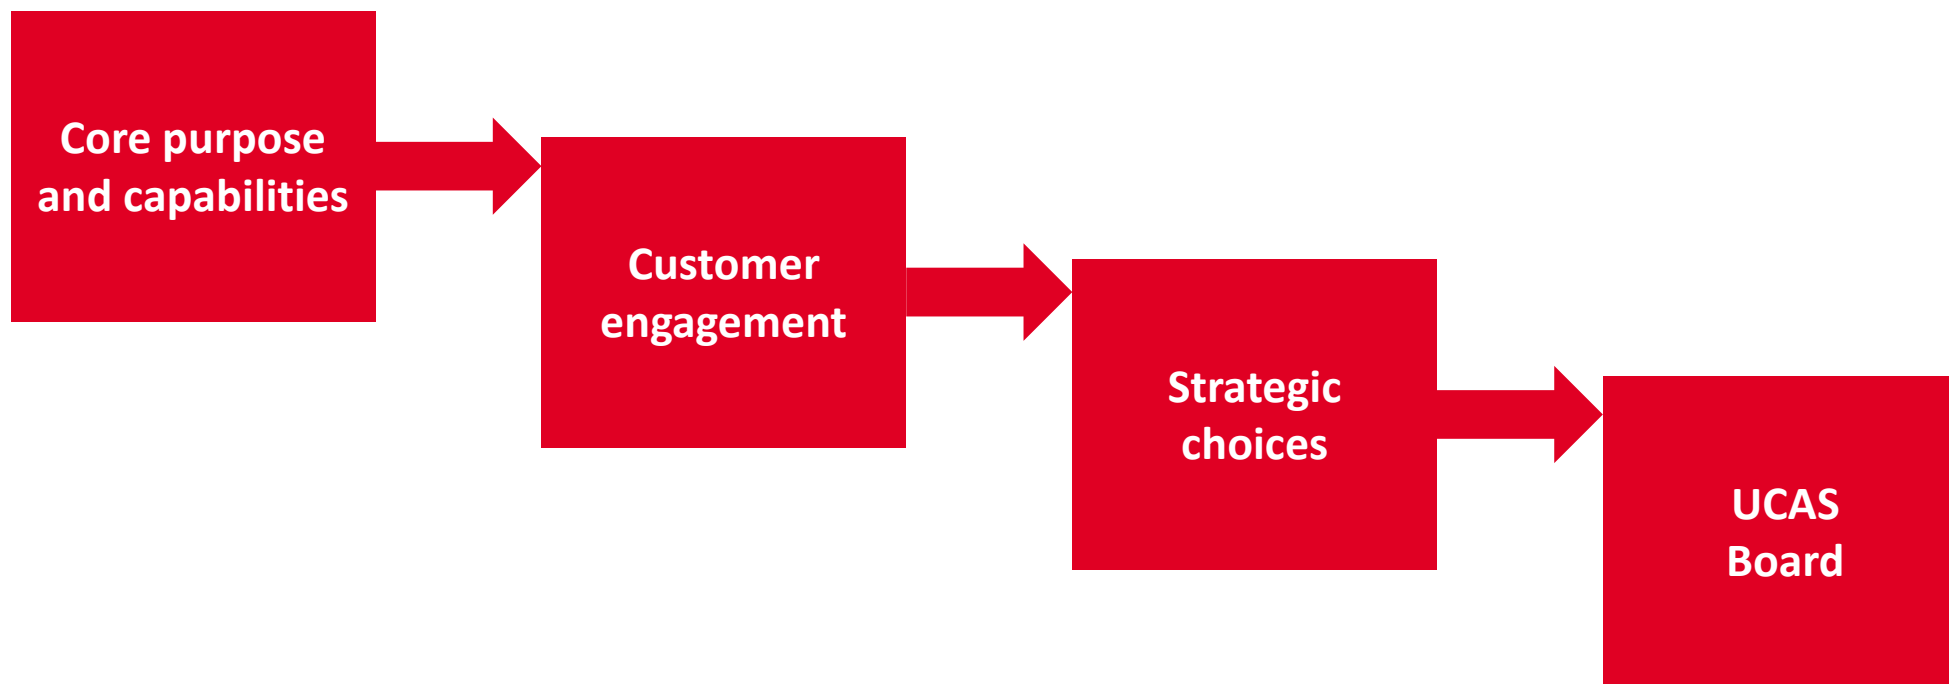 Core purpose
and capabilities
Customer
engagement
Strategic
choices
UCAS
Board